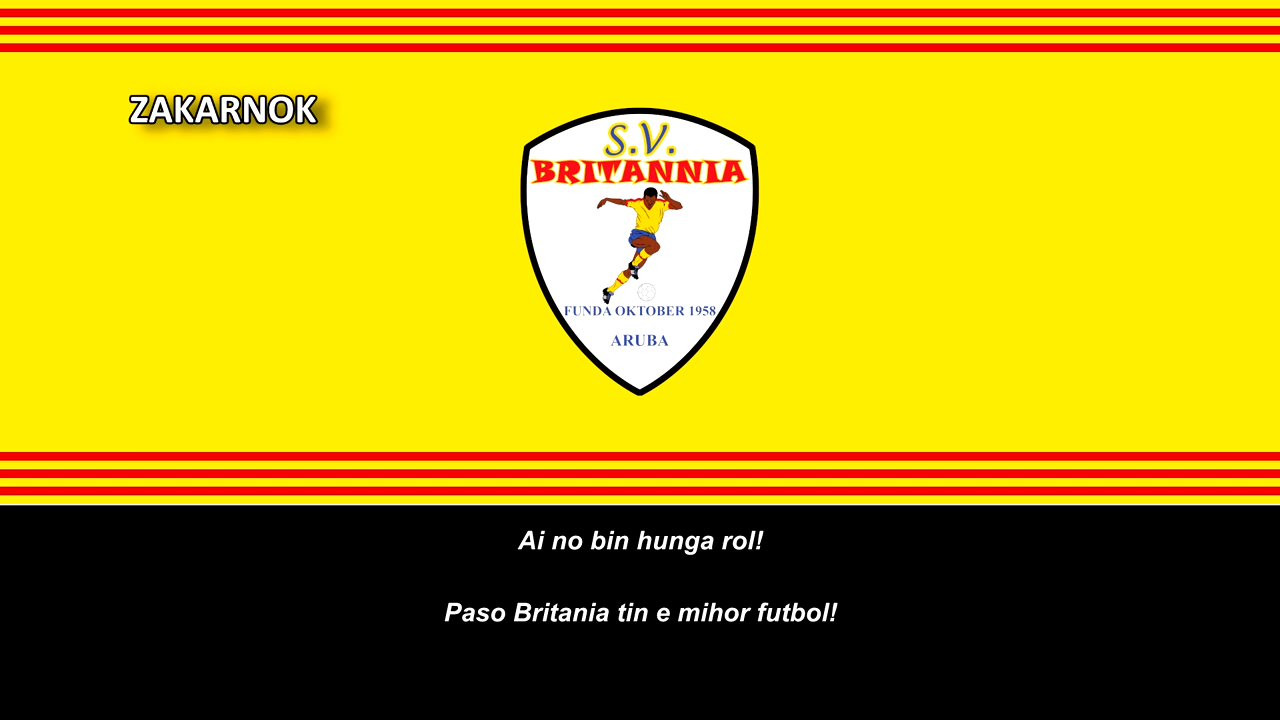 ZAKARNOK
S.V.
BRITANNIA
FUNDA OKTOBER 1958
ARUBA
Ai no bin hunga rol!
Paso Britania tin e mihor futbol!